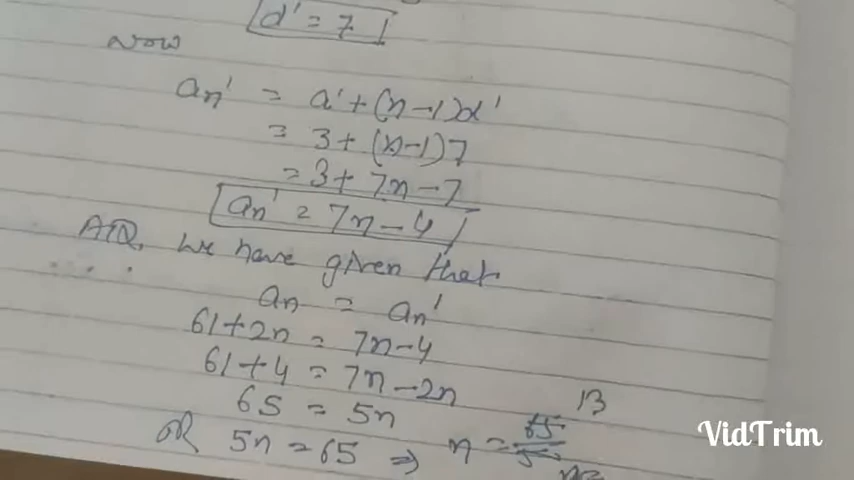 d' = 7
Now
an' = a' + (n-1)d'
= 3 + (n-1)7
= 3 + 7n - 7
an' = 7n - 4
ATQ, We have given that
an = an'
61 + 2n = 7n - 4
61 + 4 = 7n - 2n
65 = 5n
or 5n = 65 ⇒ n = 65/5 13
VidTrim